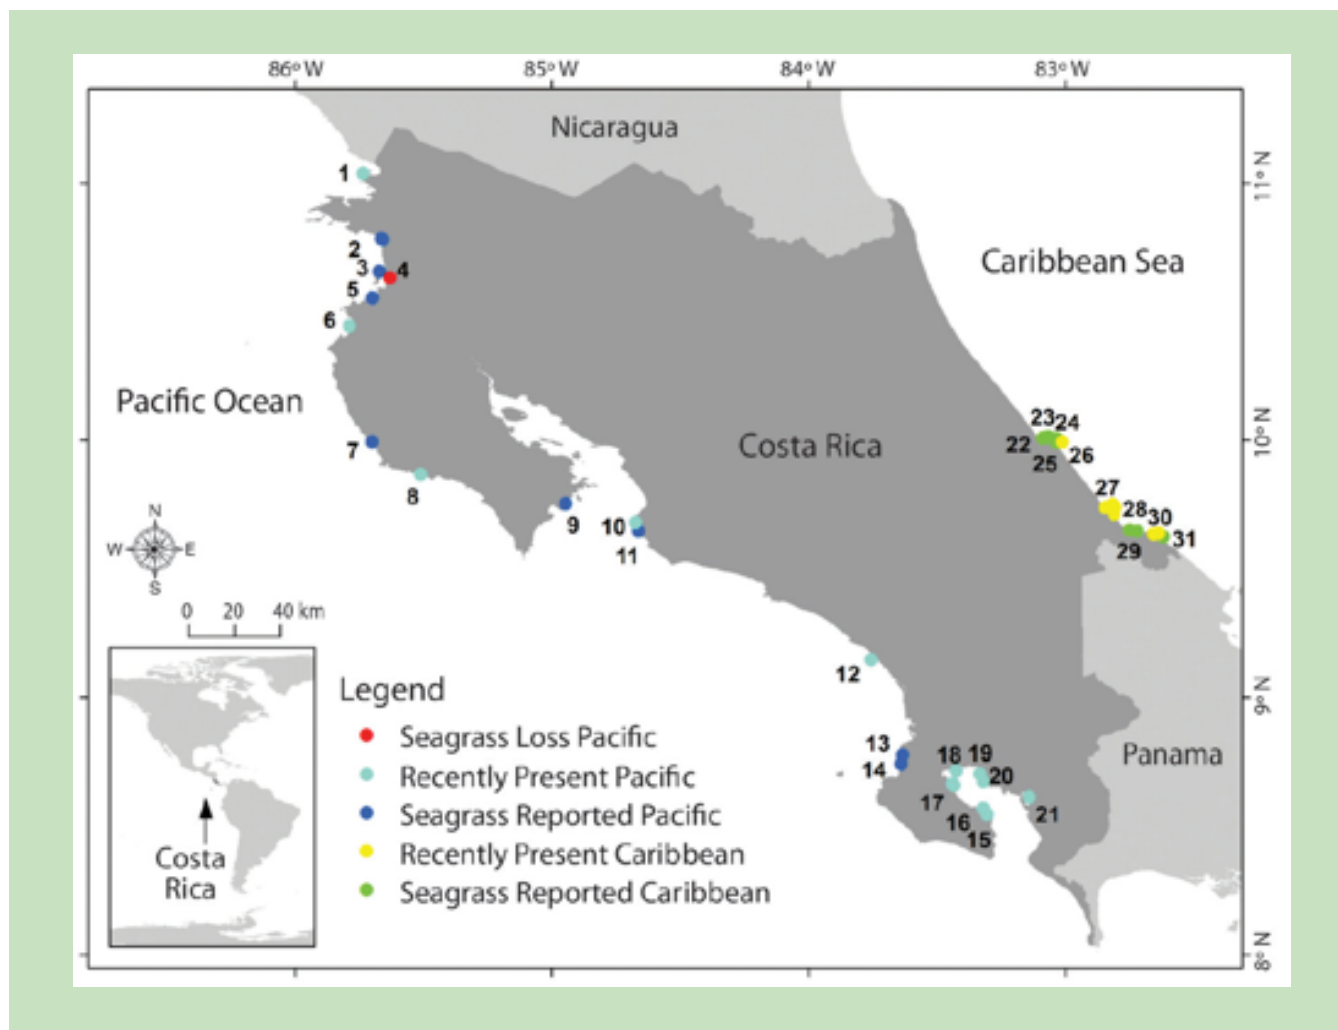 86°W 85°W 84°W 83°W
Nicaragua
11°N
1
Caribbean Sea
2
3 4
5
6
Pacific Ocean
Costa Rica
10°N
7
8
9
10
11
23 24
22
25
26
27
28 30
29
31
N
W E
S
0 20 40 km
12
9°N
13
14
18 19
20
17
16
15
21
Panama
8°N
Costa
Rica
Legend
Seagrass Loss Pacific
Recently Present Pacific
Seagrass Reported Pacific
Recently Present Caribbean
Seagrass Reported Caribbean